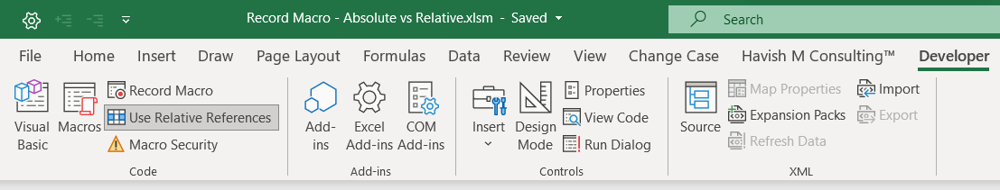 Record Macro - Absolute vs Relative.xlsm - Saved
Search
File Home Insert Draw Page Layout Formulas Data Review View Change Case Havish M Consulting™ Developer
Visual Basic
Macros
Record Macro
Use Relative References
Macro Security
Code
Add-ins
Excel Add-ins
COM Add-ins
Add-ins
Insert
Design Mode
Properties
View Code
Run Dialog
Controls
Source
Map Properties
Expansion Packs
Refresh Data
Import
Export
XML